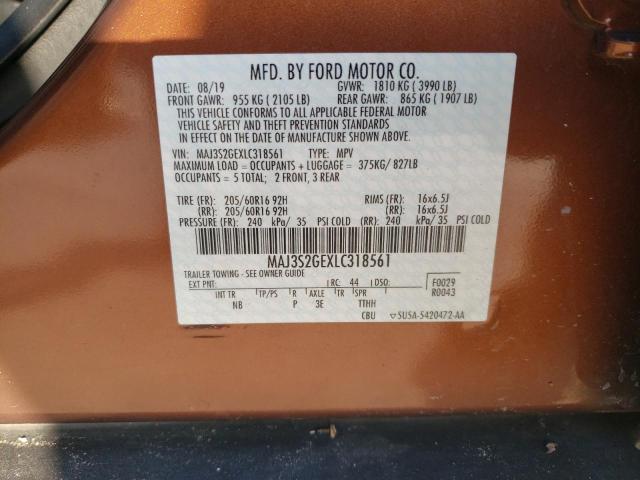 MFD. BY FORD MOTOR CO.
DATE: 08/19 GVWR: 1810 KG ( 3990 LB)
FRONT GAWR: 955 KG ( 2105 LB) REAR GAWR: 865 KG ( 1907 LB)
THIS VEHICLE CONFORMS TO ALL APPLICABLE FEDERAL MOTOR
VEHICLE SAFETY AND THEFT PREVENTION STANDARDS
IN EFFECT ON THE DATE OF MANUFACTURE SHOWN ABOVE.
VIN: MAJ3S2GEXLC318561 TYPE: MPV
MAXIMUM LOAD = OCCUPANTS + LUGGAGE = 375KG/ 827LB
OCCUPANTS = 5 TOTAL; 2 FRONT, 3 REAR
TIRE (FR): 205/60R16 92H RIMS (FR): 16x6.5J
(RR): 205/60R16 92H (RR): 16x6.5J
PRESSURE (FR): 240 kPa/ 35 PSI COLD (RR): 240 kPa/ 35 PSI COLD
MAJ3S2GEXLC318561
TRAILER TOWING - SEE OWNER GUIDE
EXT PNT: RC: 44 DSO: F0029
R0043
INT TR TP/PS R AXLE TR SPR
NB P 3E TTHH
CBU ▽SU5A-5420472-AA